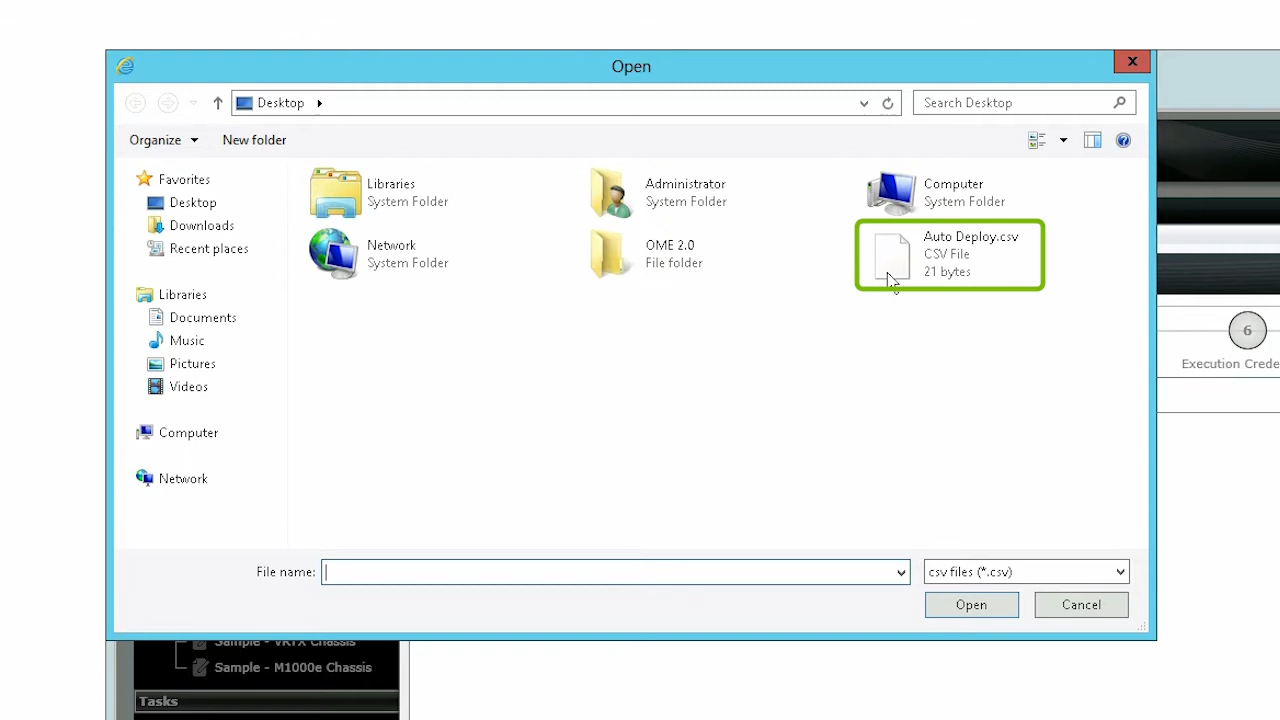 Open
Desktop
Search Desktop
Organize
New folder
Favorites
Desktop
Downloads
Recent places
Libraries
Documents
Music
Pictures
Videos
Computer
Network
Libraries
System Folder
Administrator
System Folder
Computer
System Folder
Network
System Folder
OME 2.0
File folder
Auto Deploy.csv
CSV File
21 bytes
6
Execution Crede
File name:
csv files (*.csv)
Open
Cancel
Sample - VRTX Chassis
Sample - M1000e Chassis
Tasks